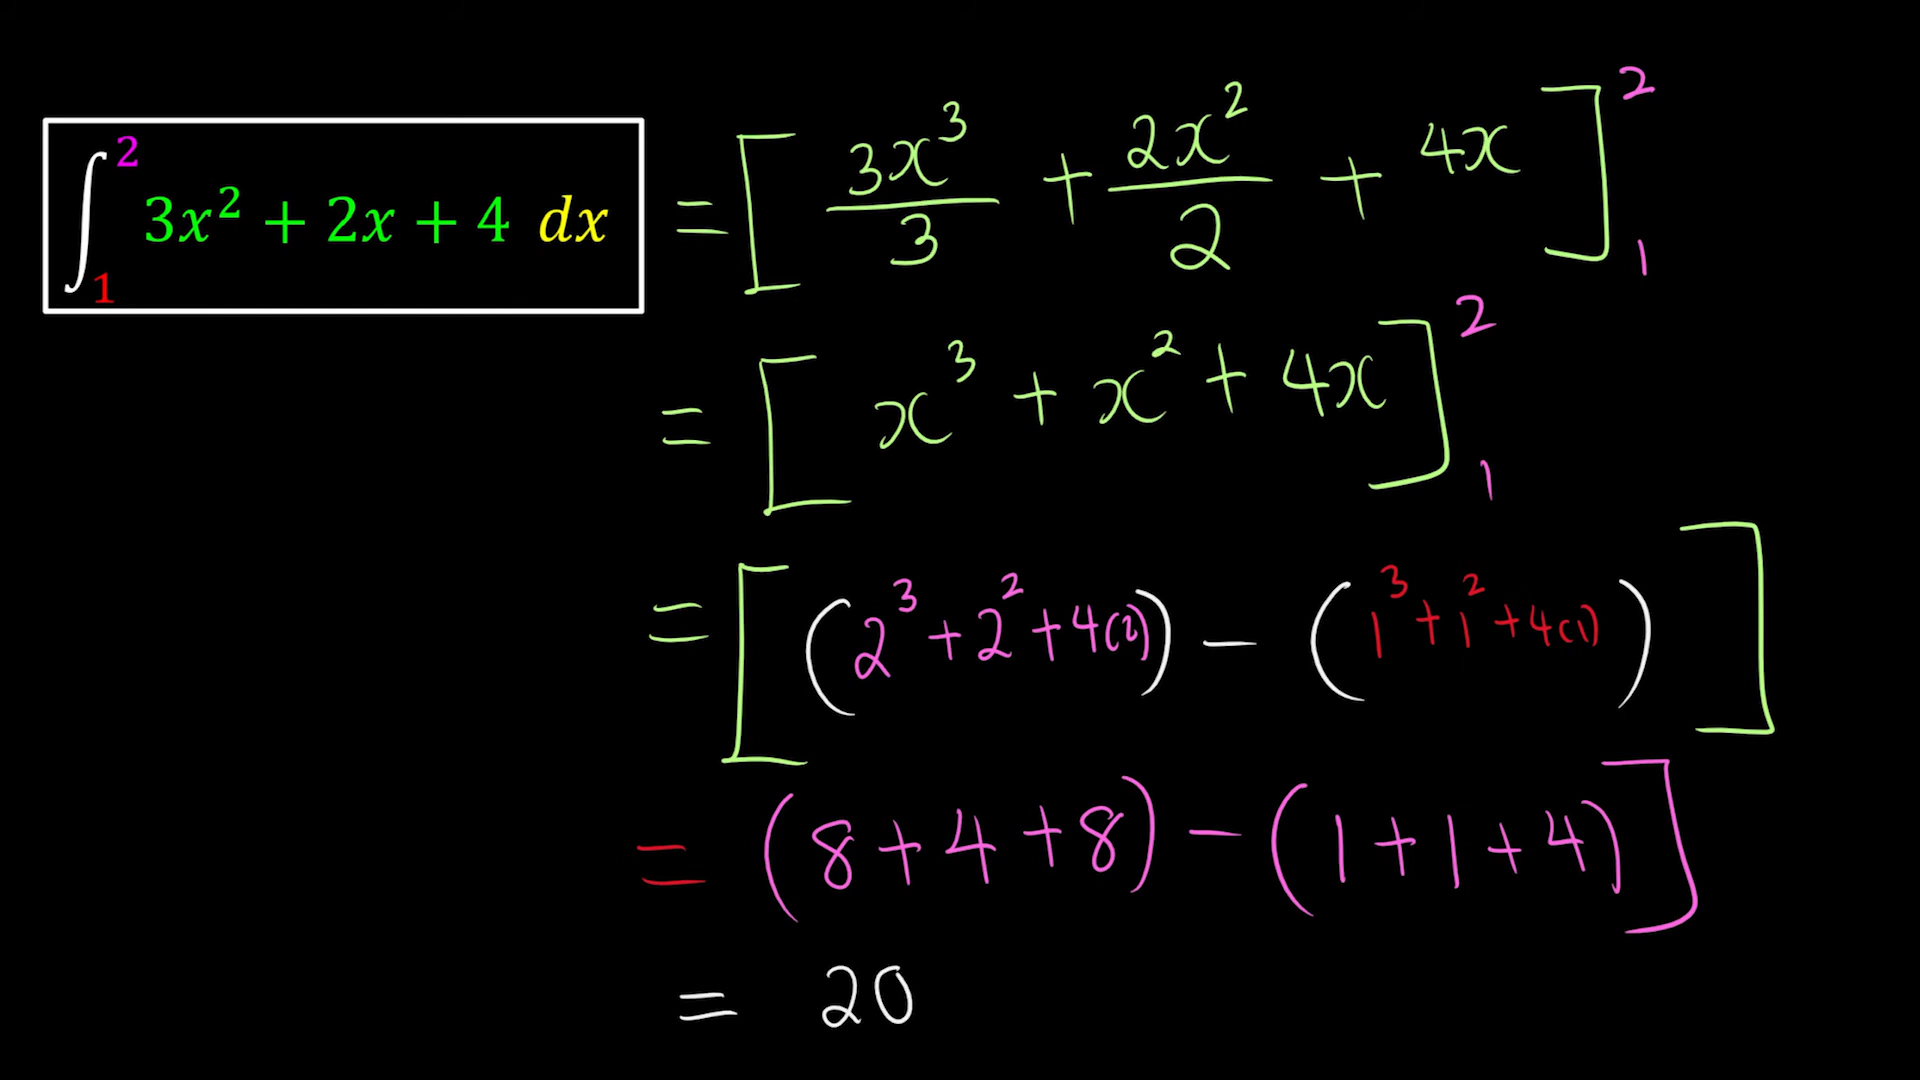 ∫₁² 3x² + 2x + 4 dx = [ 3x³/3 + 2x²/2 + 4x ]₁²
= [ x³ + x² + 4x ]₁²
= [ (2³ + 2² + 4(2)) − (1³ + 1² + 4(1)) ]
= (8 + 4 + 8) − (1 + 1 + 4) ]
= 20